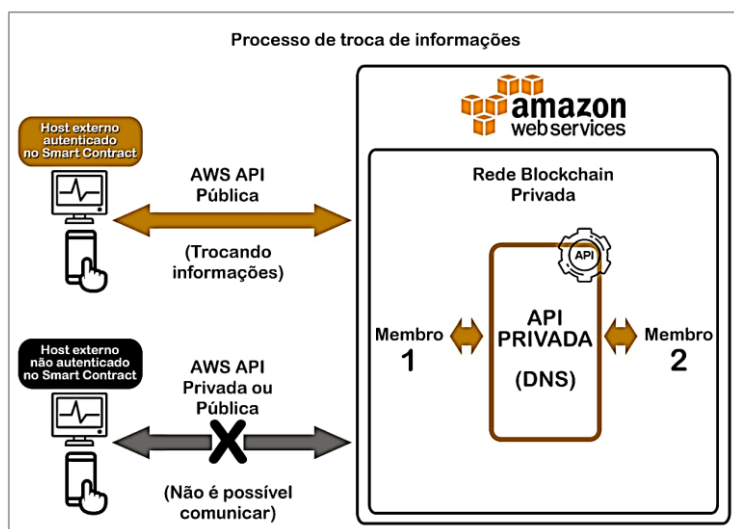 Processo de troca de informações
amazon
webservices
Host externo
autenticado
no Smart Contract
AWS API
Pública
(Trocando
informações)
Rede Blockchain
Privada
API
Membro
1
API
PRIVADA
(DNS)
Membro
2
Host externo
não autenticado
no Smart Contract
AWS API
Privada ou
Pública
X
(Não é possível
comunicar)